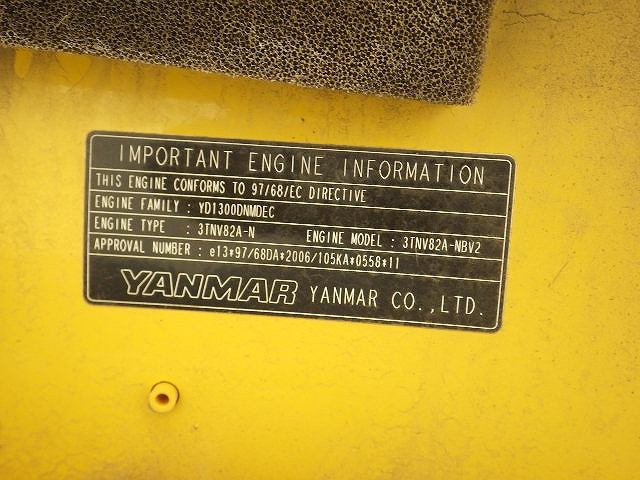 IMPORTANT ENGINE INFORMATION
THIS ENGINE CONFORMS TO 97/68/EC DIRECTIVE
ENGINE FAMILY : YD1300DNMDEC
ENGINE TYPE : 3TNV82A-N ENGINE MODEL : 3TNV82A-NBV2
APPROVAL NUMBER : e13*97/68DA*2006/105KA*0558*11
YANMAR YANMAR CO.,LTD.